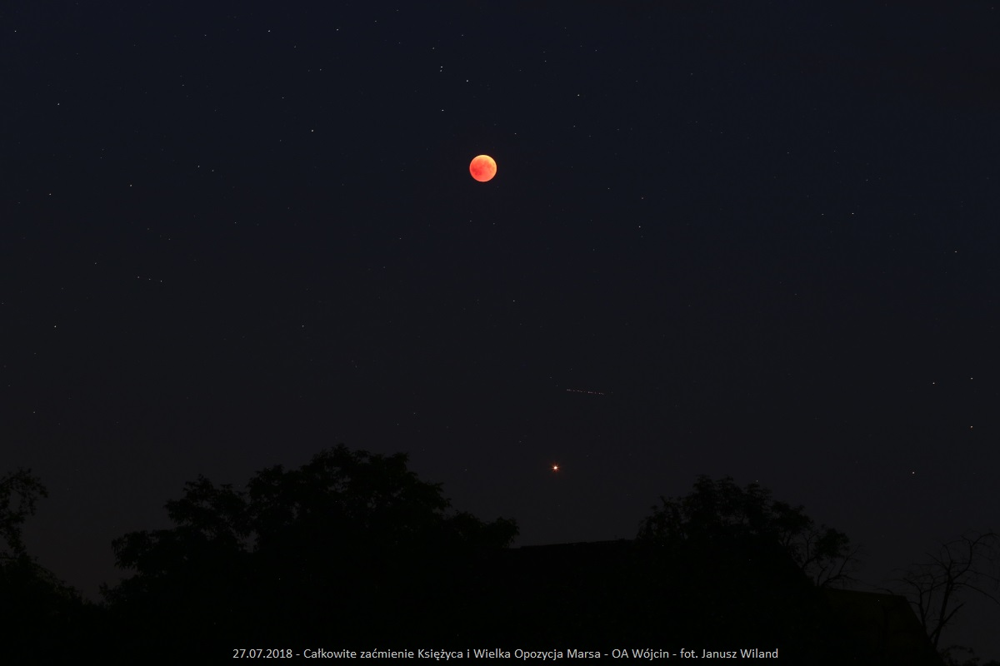 27.07.2018 - Całkowite zaćmienie Księżyca i Wielka Opozycja Marsa - OA Wójcin - fot. Janusz Wiland